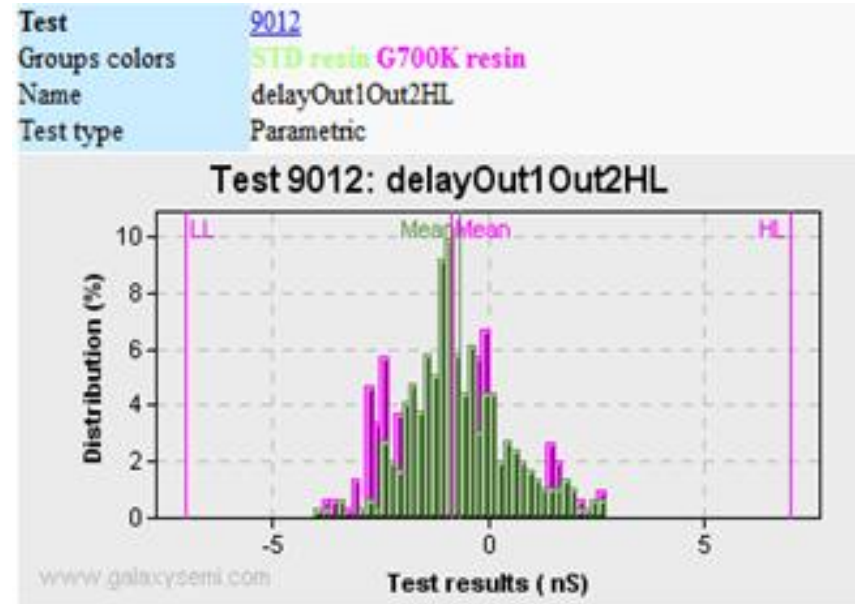 Test 9012
Groups colors STD resin G700K resin
Name delayOut1Out2HL
Test type Parametric
Test 9012: delayOut1Out2HL
LL Mean Mean HL
10
8
6
4
2
0
Distribution (%)
-5 0 5
www.galaxysemi.com Test results ( nS)